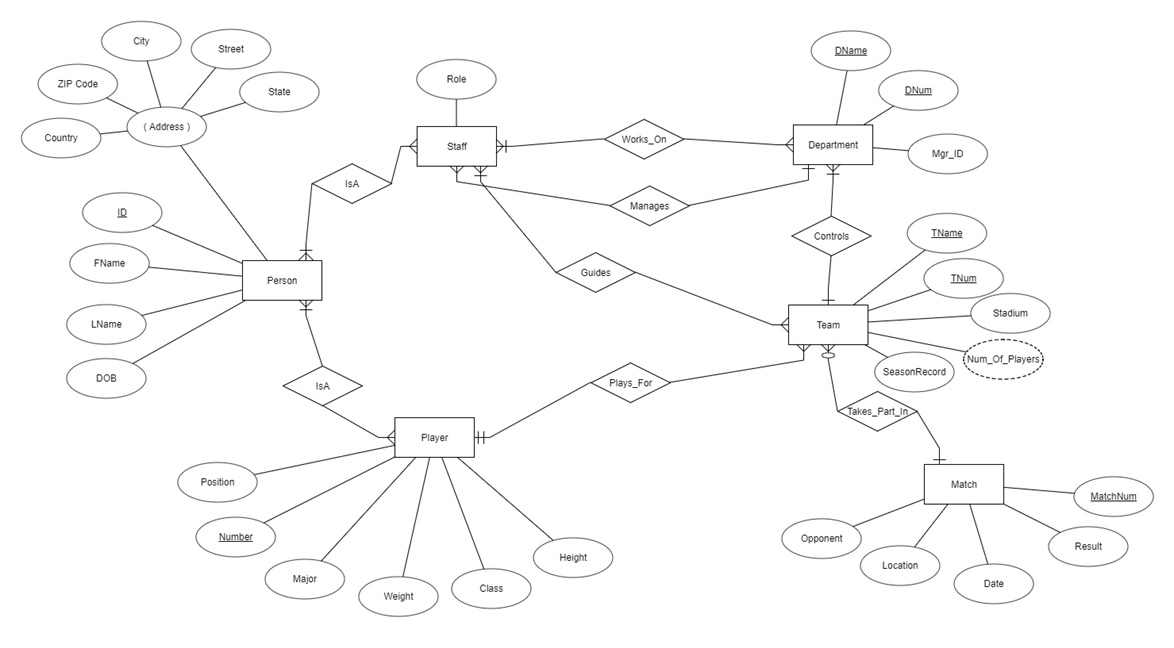 City
Street
ZIP Code
State
Country
( Address )
Role
DName
DNum
Staff
Works_On
Department
Mgr_ID
IsA
Manages
ID
FName
Person
LName
DOB
Controls
TName
TNum
Guides
Stadium
Team
Num_Of_Players
SeasonRecord
IsA
Plays_For
Takes_Part_In
Player
Match
Position
MatchNum
Number
Opponent
Result
Major
Weight
Class
Height
Location
Date